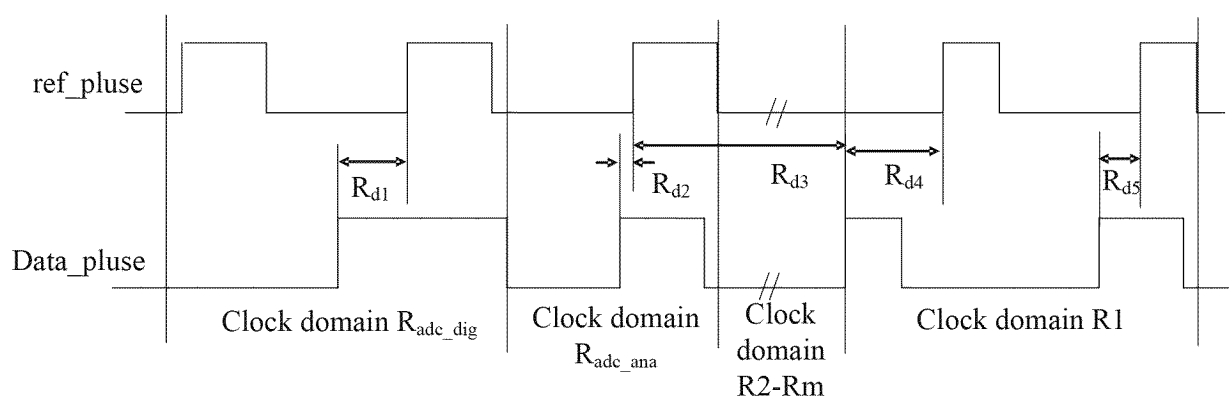 ref_pluse
R_d1
R_d2
R_d3
R_d4
R_d5
Data_pluse
Clock domain R_adc_dig
Clock domain
R_adc_ana
Clock
domain
R2-Rm
Clock domain R1